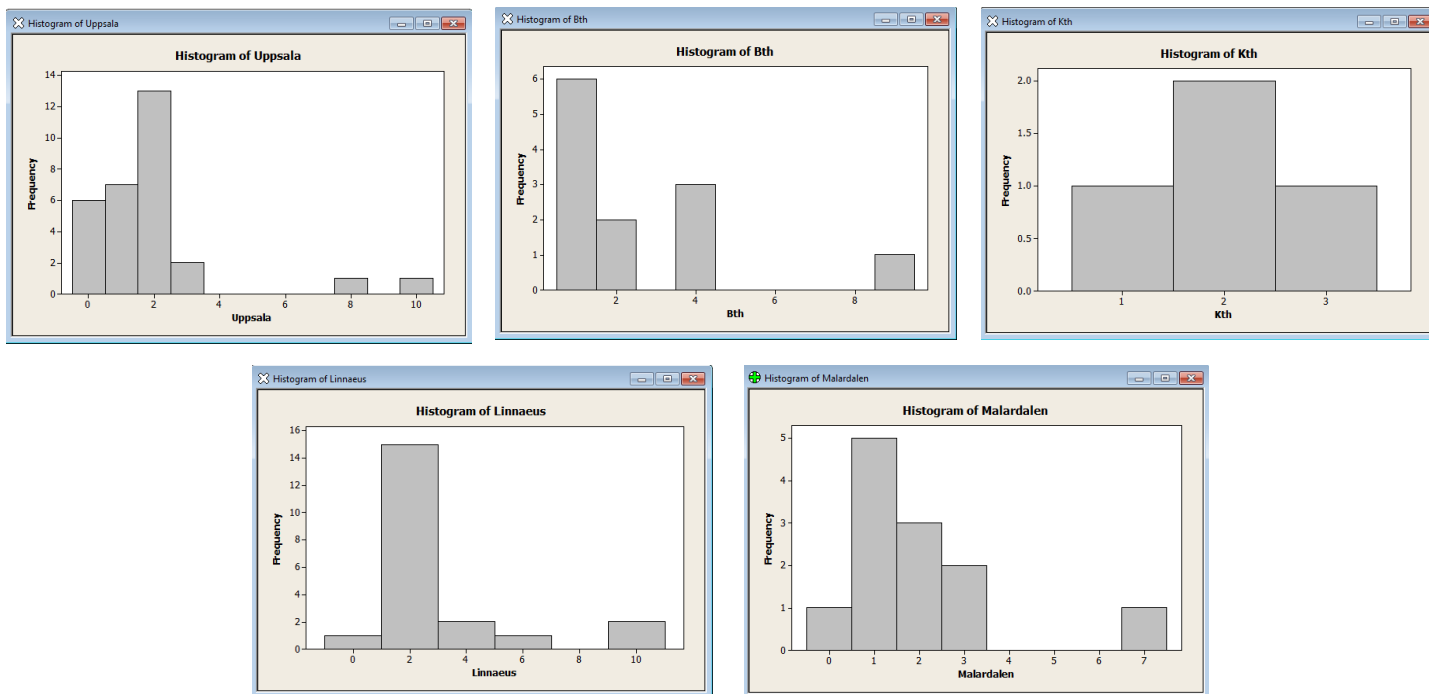 Histogram of Uppsala
Histogram of Uppsala
14
12
10
8
6
4
2
0
Frequency
0 2 4 6 8 10
Uppsala
Histogram of Bth
Histogram of Bth
6
5
4
3
2
1
0
Frequency
2 4 6 8
Bth
Histogram of Kth
Histogram of Kth
2.0
1.5
1.0
0.5
0.0
Frequency
1 2 3
Kth
Histogram of Linnaeus
Histogram of Linnaeus
16
14
12
10
8
6
4
2
0
Frequency
0 2 4 6 8 10
Linnaeus
Histogram of Malardalen
Histogram of Malardalen
5
4
3
2
1
0
Frequency
0 1 2 3 4 5 6 7
Malardalen